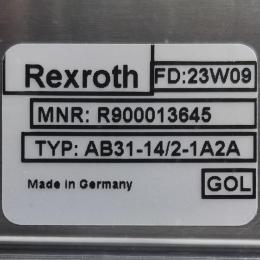 Rexroth FD:23W09
MNR: R900013645
TYP: AB31-14/2-1A2A
Made in Germany GOL